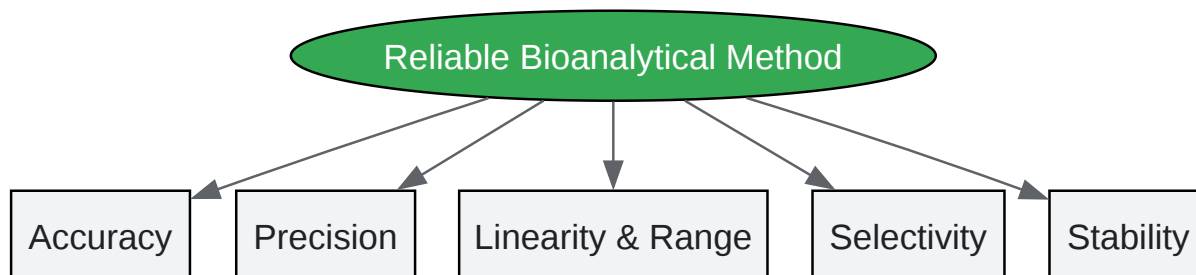 Reliable Bioanalytical Method
Accuracy
Precision
Linearity & Range
Selectivity
Stability